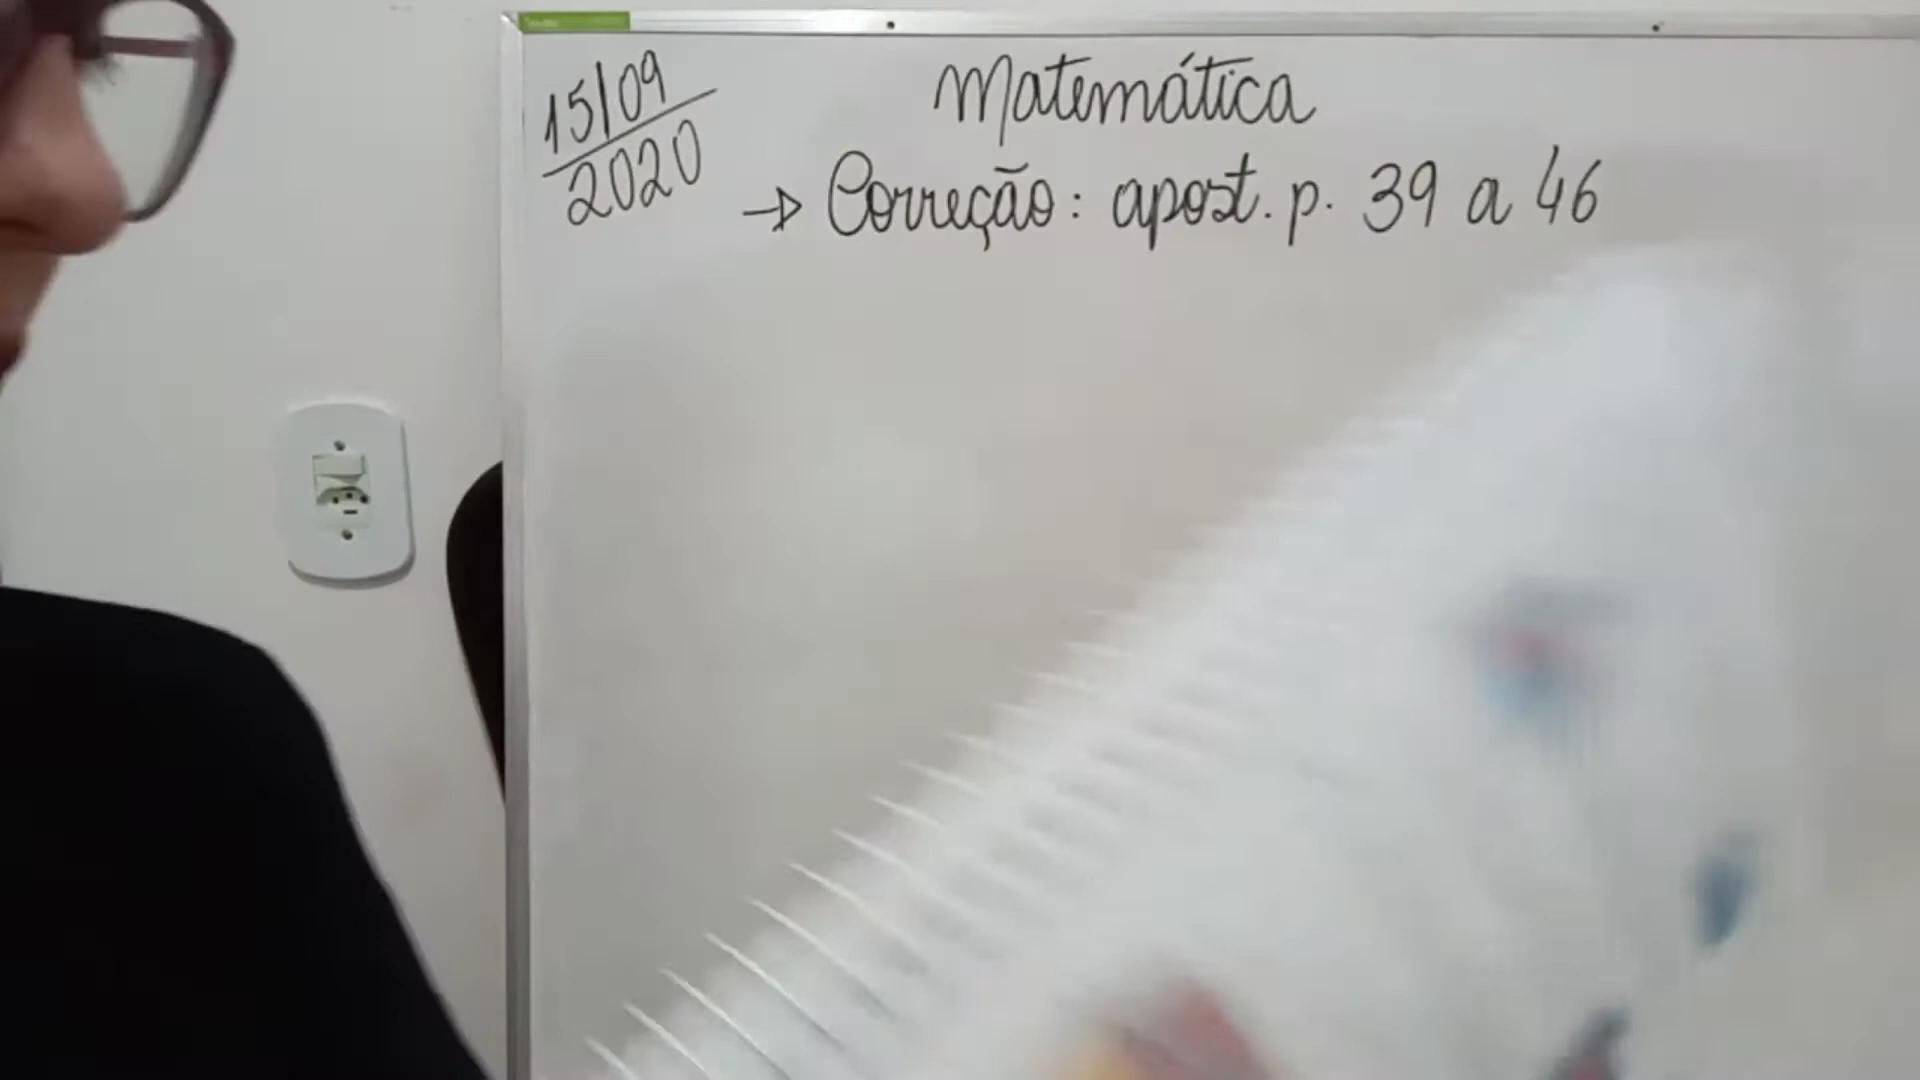 15/09
2020
Matemática
→ Correção: apost. p. 39 a 46